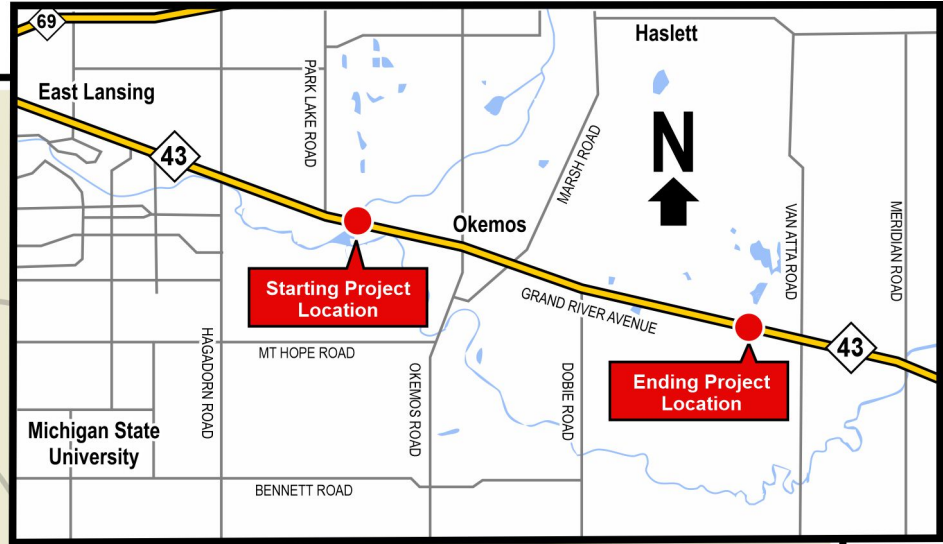 69
East Lansing
Haslett
PARK LAKE ROAD
43
N
MARSH ROAD
Okemos
VAN ATTA ROAD
MERIDIAN ROAD
Starting Project
Location
GRAND RIVER AVENUE
HAGADORN ROAD
MT HOPE ROAD
OKEMOS ROAD
DOBIE ROAD
43
Ending Project
Location
Michigan State
University
BENNETT ROAD